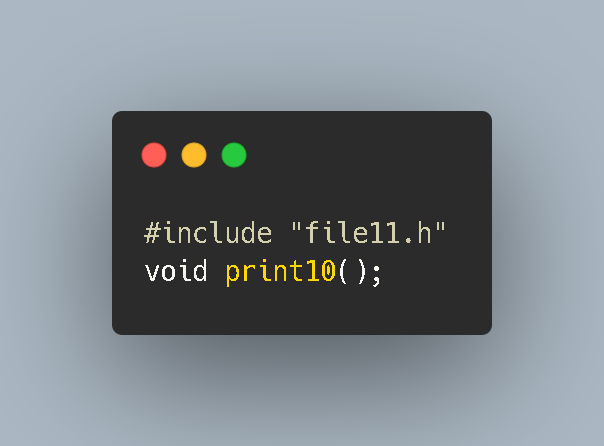 #include "file11.h"
void print10();